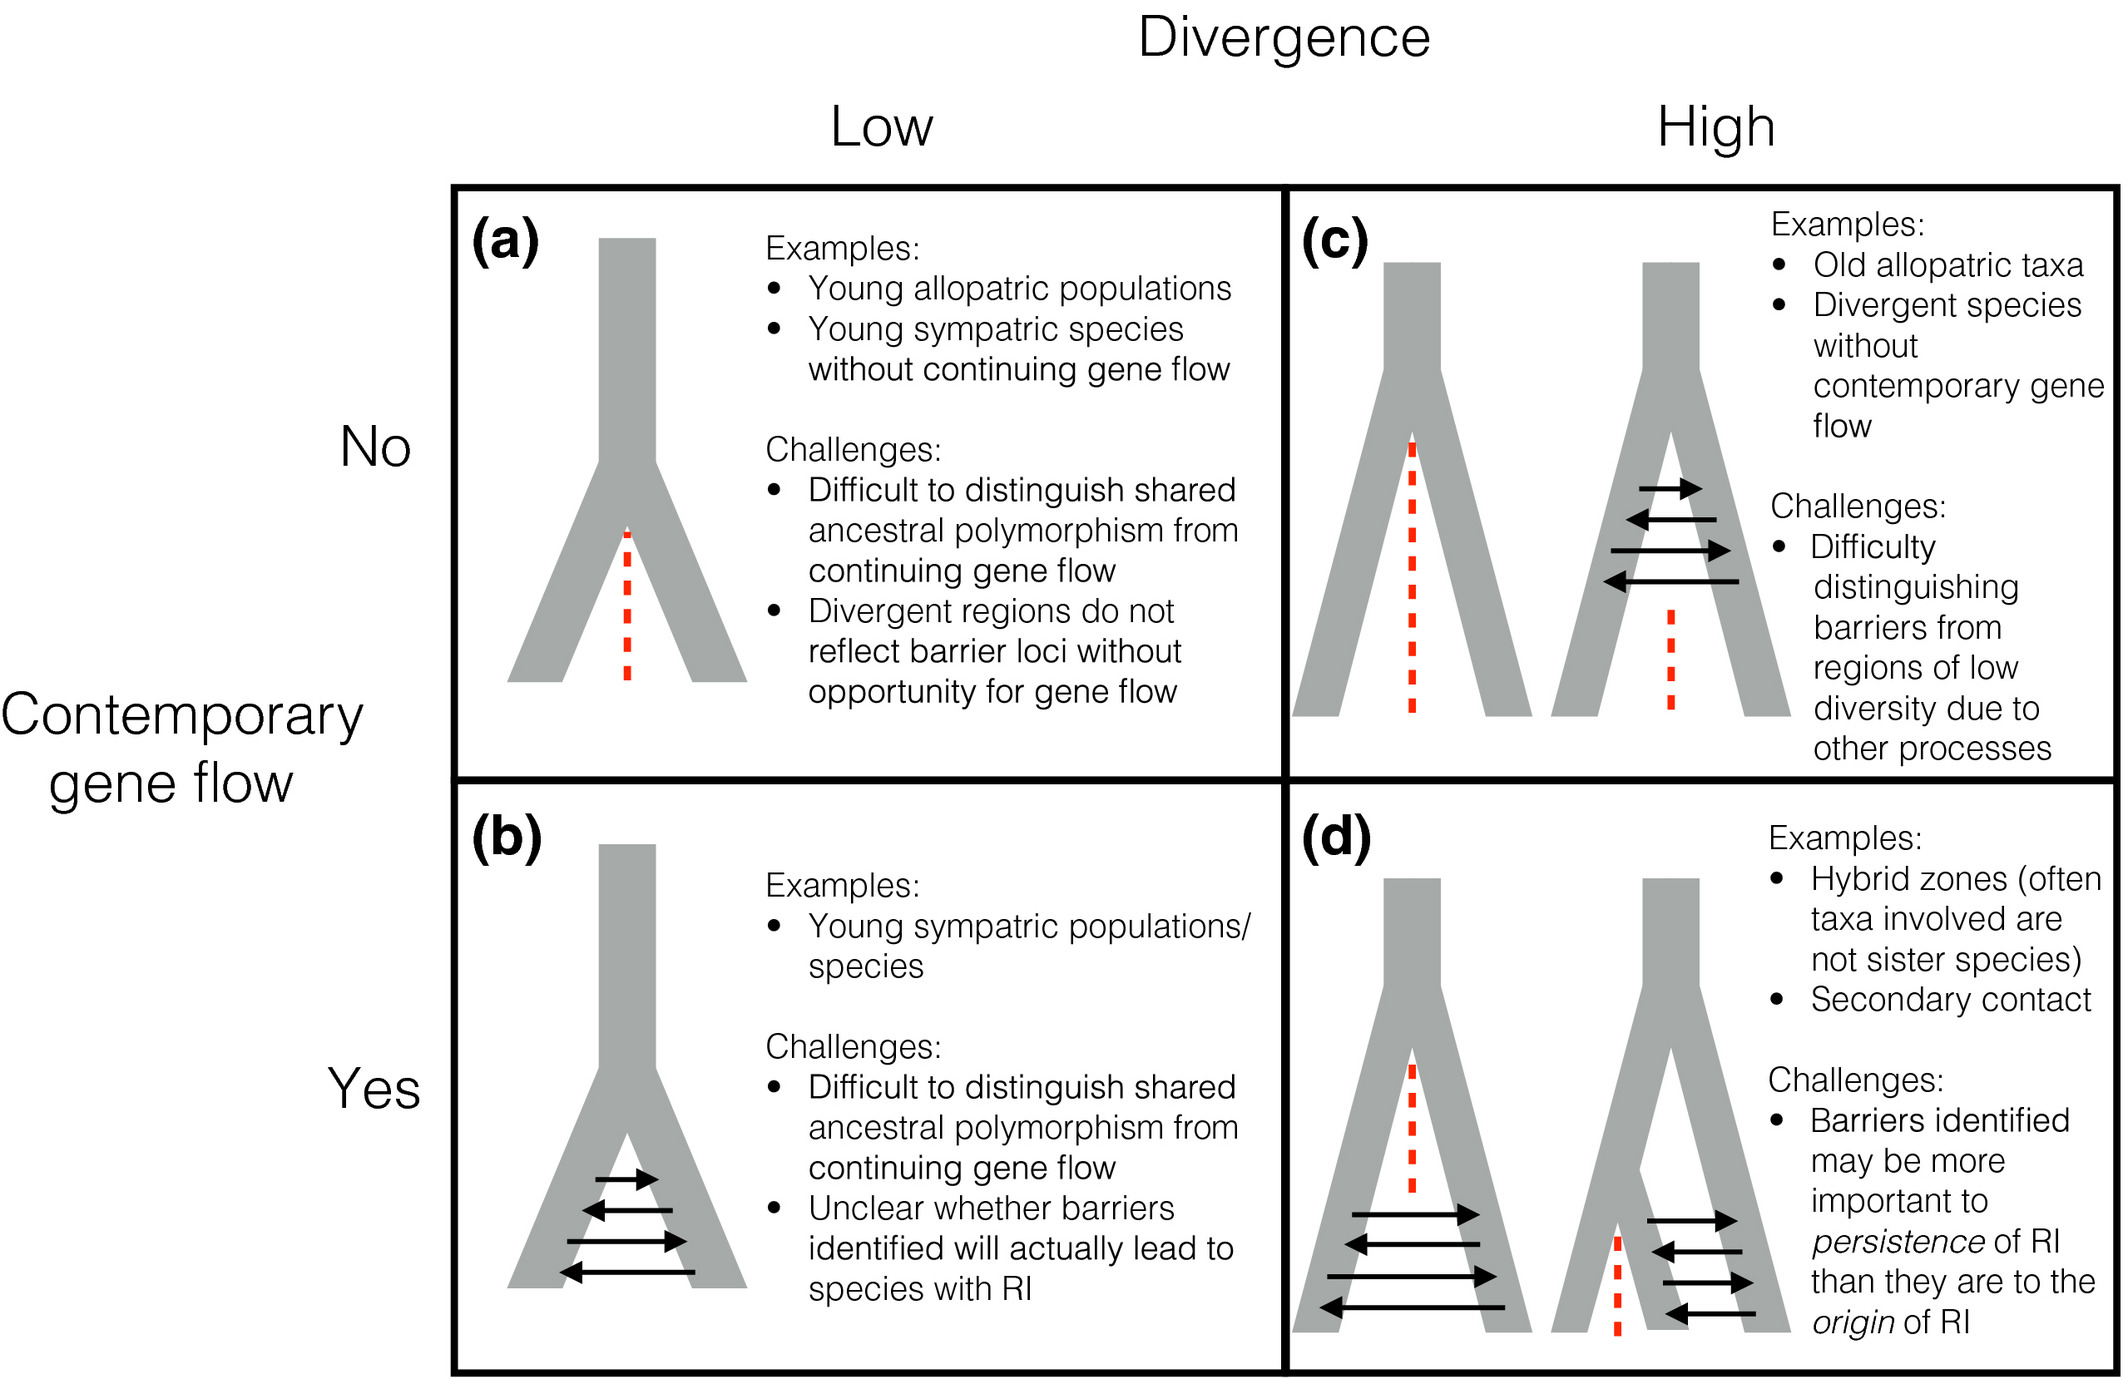 Divergence
Low
High
No
Contemporary
gene flow
Yes
(a)
Examples:
• Young allopatric populations
• Young sympatric species
without continuing gene flow
Challenges:
• Difficult to distinguish shared
ancestral polymorphism from
continuing gene flow
• Divergent regions do not
reflect barrier loci without
opportunity for gene flow
(c)
Examples:
• Old allopatric taxa
• Divergent species
without
contemporary gene
flow
Challenges:
• Difficulty
distinguishing
barriers from
regions of low
diversity due to
other processes
(b)
Examples:
• Young sympatric populations/
species
Challenges:
• Difficult to distinguish shared
ancestral polymorphism from
continuing gene flow
• Unclear whether barriers
identified will actually lead to
species with RI
(d)
Examples:
• Hybrid zones (often
taxa involved are
not sister species)
• Secondary contact
Challenges:
• Barriers identified
may be more
important to
persistence of RI
than they are to the
origin of RI